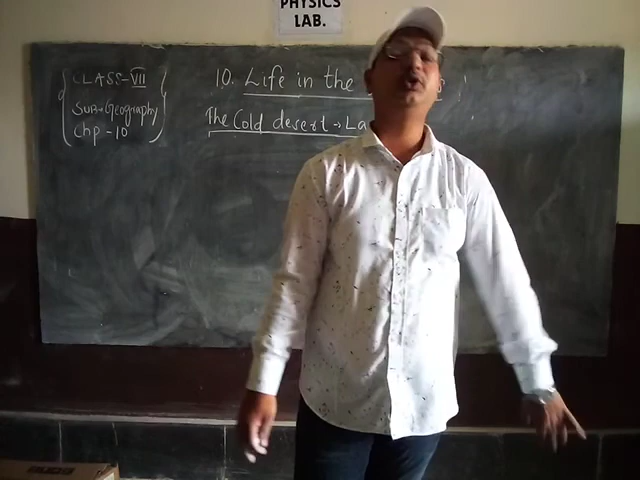 PHYSICS
LAB.
CLASS-VII
SUB→Geography
Chp-10
10. Life in the
The Cold desert → La